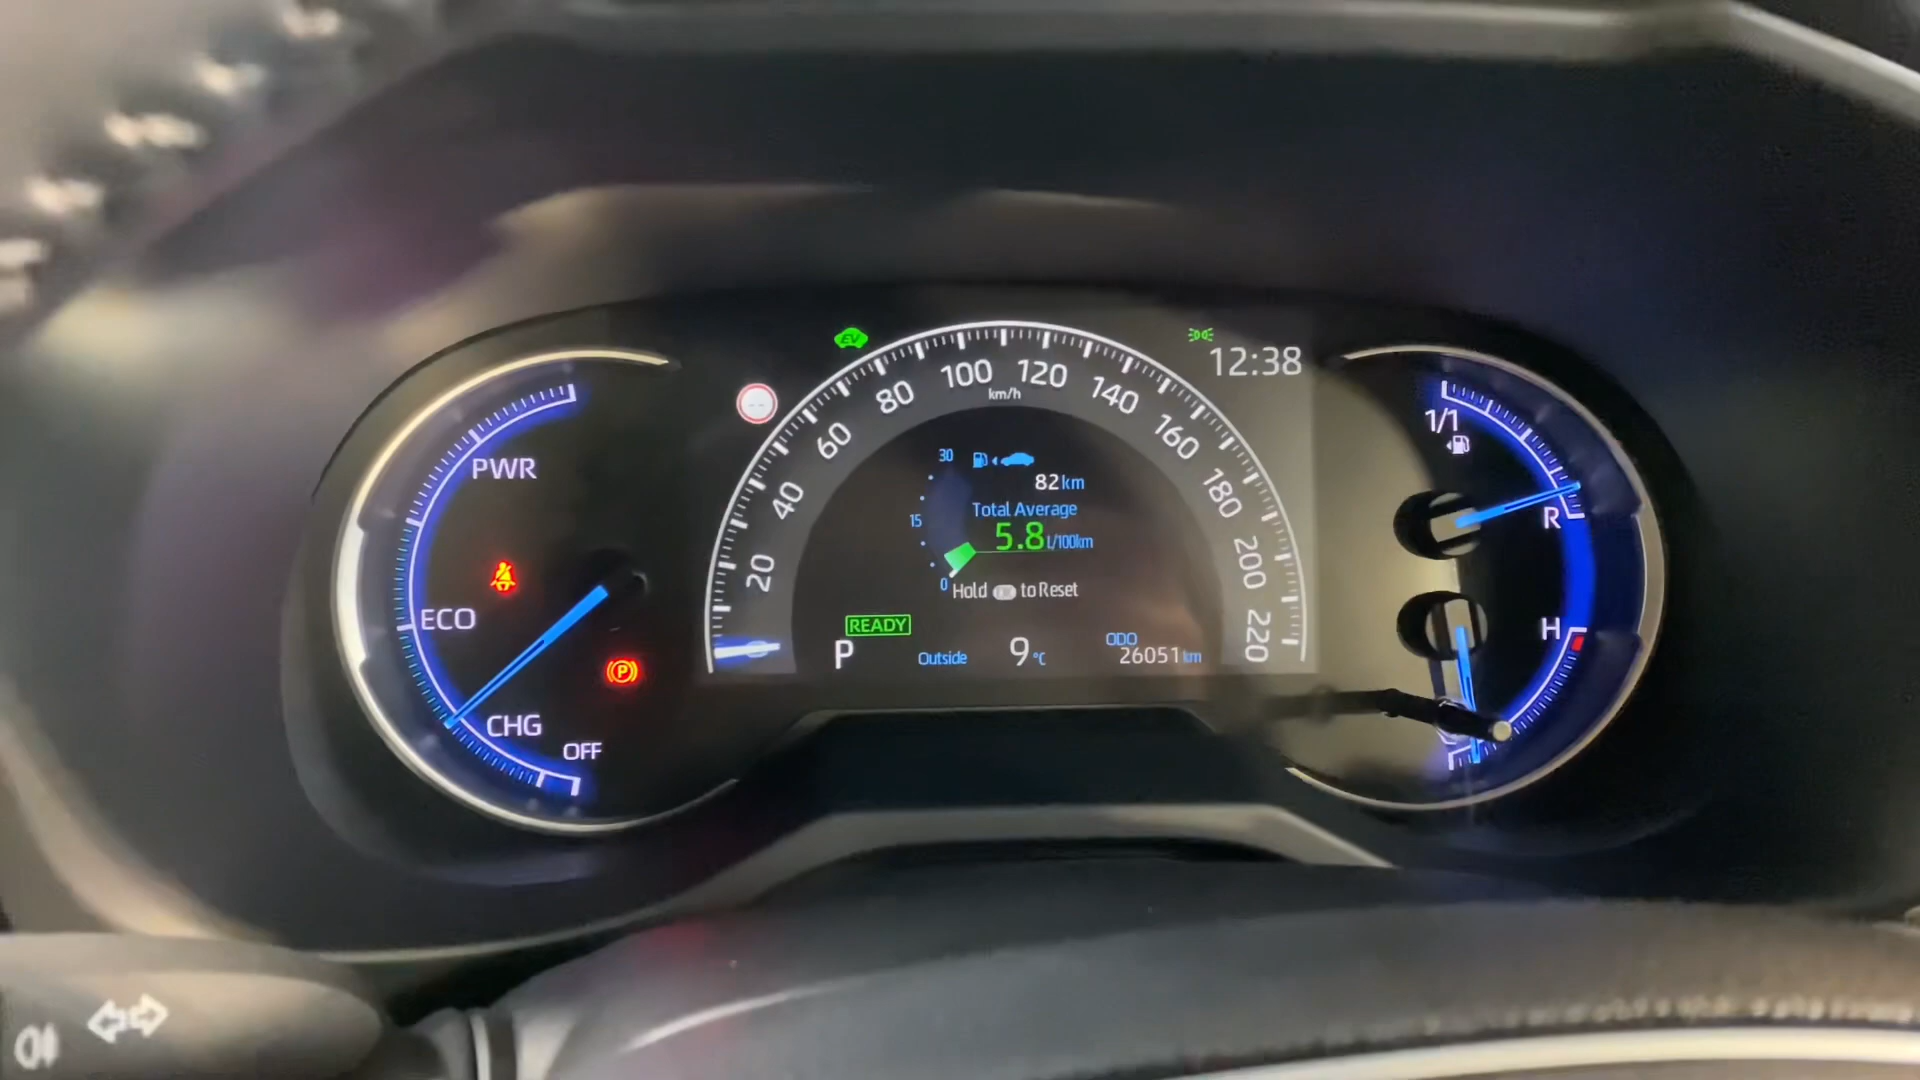 EV
12:38
100 120
80 140
km/h
60 160
40 180
20 200
220
PWR
ECO
CHG
OFF
30
15
0
82 km
Total Average
5.8 L/100km
Hold OK to Reset
READY
P
Outside 9 °C
ODO
26051 km
P
1/1
R
H